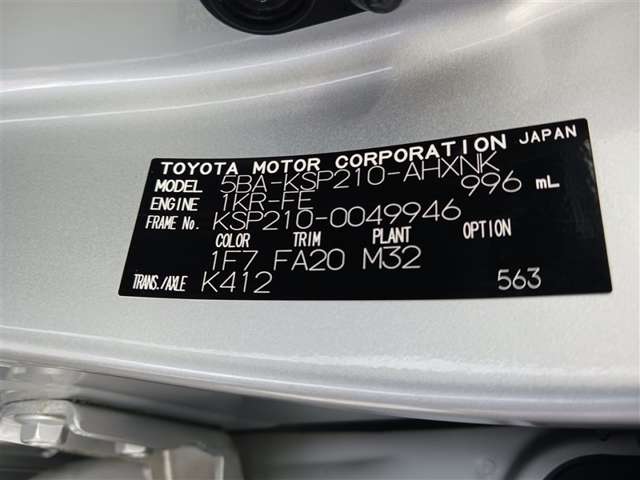 TOYOTA MOTOR CORPORATION JAPAN
MODEL 5BA-KSP210-AHXNK
ENGINE 1KR-FE 996 mL
FRAME No. KSP210-0049946
COLOR TRIM PLANT OPTION
1F7 FA20 M32
TRANS./AXLE K412 563